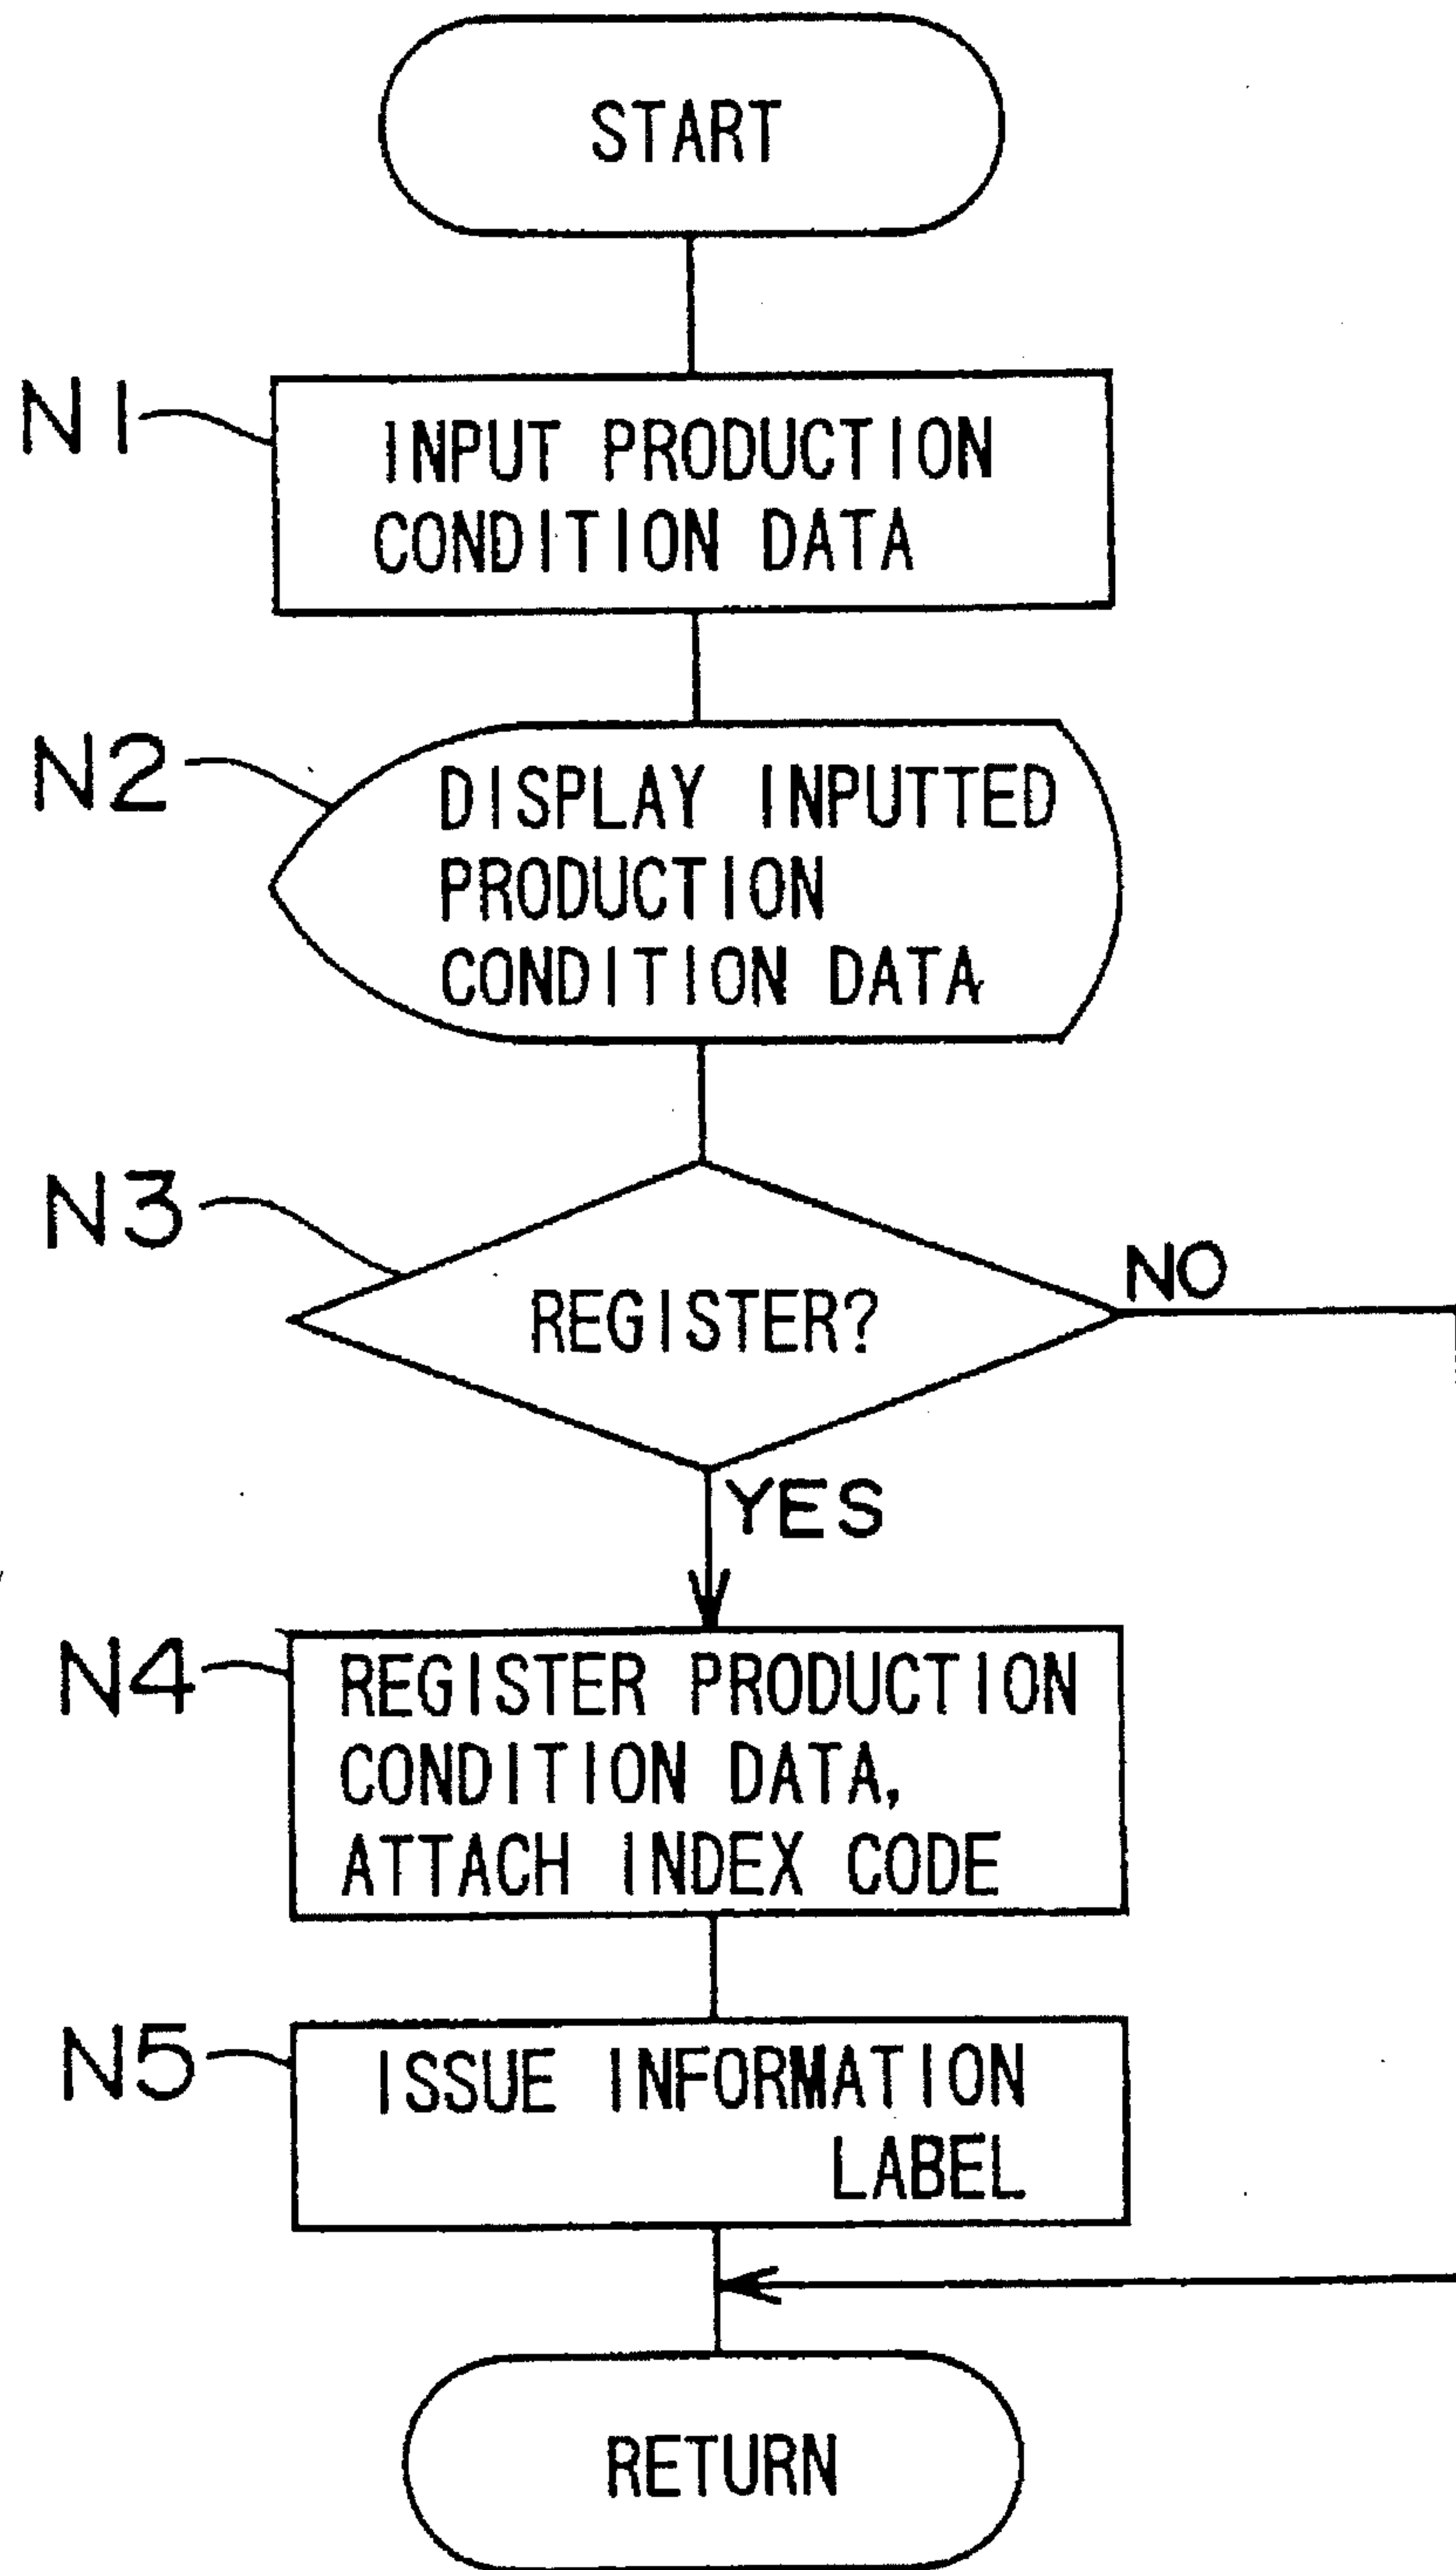 START
N1
INPUT PRODUCTION
CONDITION DATA
N2
DISPLAY INPUTTED
PRODUCTION
CONDITION DATA
N3
REGISTER?
NO
YES
N4
REGISTER PRODUCTION
CONDITION DATA,
ATTACH INDEX CODE
N5
ISSUE INFORMATION
LABEL
RETURN